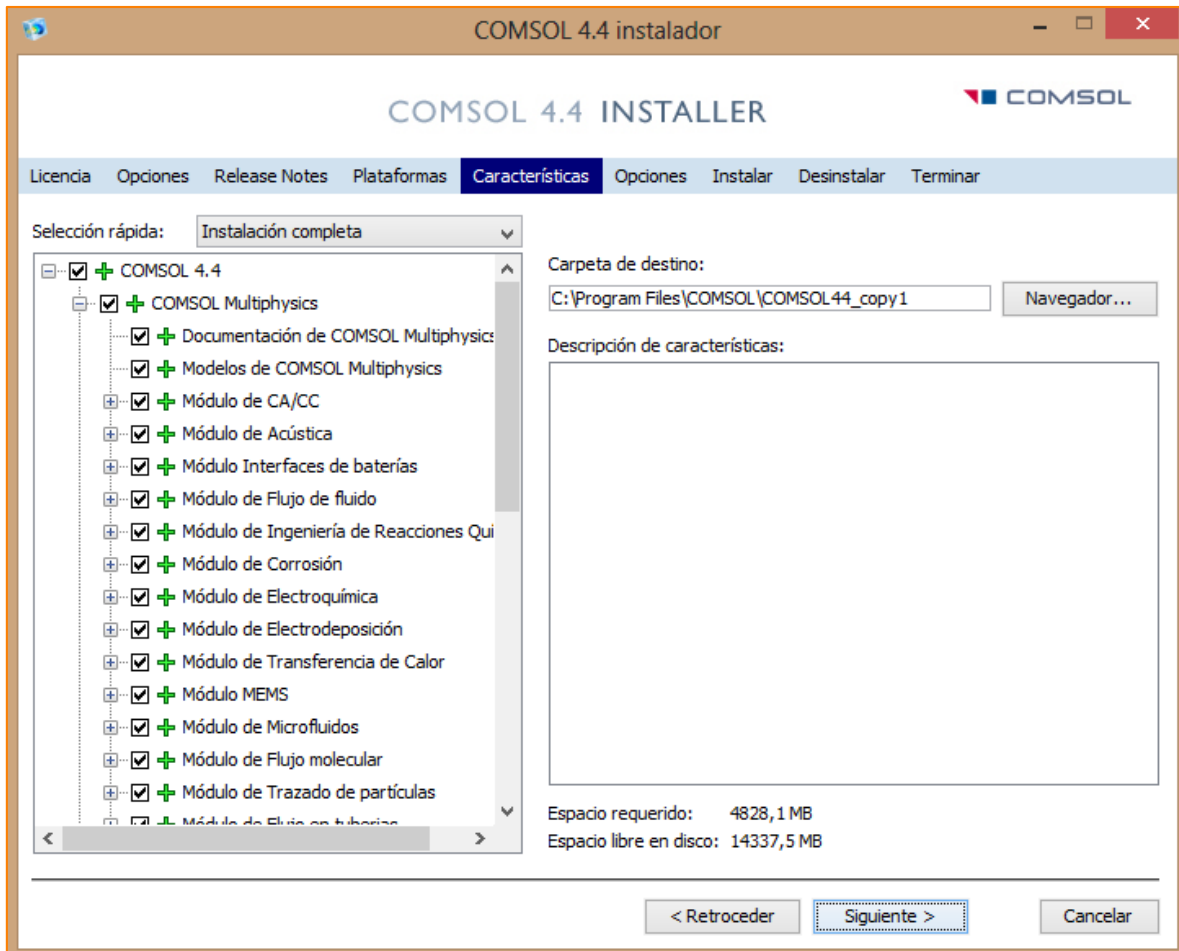 COMSOL 4.4 instalador
COMSOL 4.4 INSTALLER
COMSOL
Licencia Opciones Release Notes Plataformas Características Opciones Instalar Desinstalar Terminar
Selección rápida: Instalación completa
COMSOL 4.4
COMSOL Multiphysics
Documentación de COMSOL Multiphysics
Modelos de COMSOL Multiphysics
Módulo de CA/CC
Módulo de Acústica
Módulo Interfaces de baterías
Módulo de Flujo de fluido
Módulo de Ingeniería de Reacciones Qui
Módulo de Corrosión
Módulo de Electroquímica
Módulo de Electrodeposición
Módulo de Transferencia de Calor
Módulo MEMS
Módulo de Microfluidos
Módulo de Flujo molecular
Módulo de Trazado de partículas
Módulo de Flujo en tuberias
Carpeta de destino:
C:\Program Files\COMSOL\COMSOL44_copy1 Navegador...
Descripción de características:
Espacio requerido: 4828,1 MB
Espacio libre en disco: 14337,5 MB
< Retroceder Siguiente > Cancelar